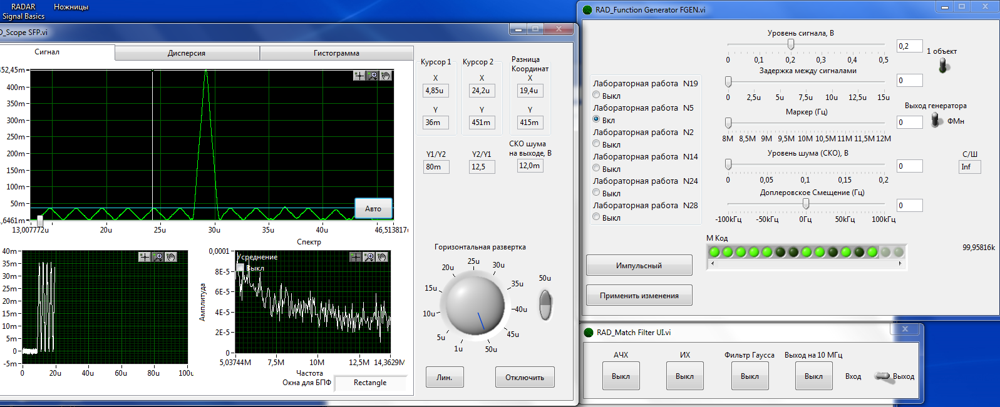 RADAR
Signal Basics
Ножницы
D_Scope SFP.vi
Сигнал
Дисперсия
Гистограмма
452,45m
400m
350m
300m
250m
200m
150m
100m
50m
,6461m
13,007772u
20u
25u
30u
35u
40u
46,513817u
Авто
Спектр
40m
35m
30m
25m
20m
15m
10m
5m
0
-5m
0
20u
40u
60u
80u
100u
Усреднение
Выкл
Амплитуда
0,0001
8E-5
6E-5
4E-5
2E-5
0
5,03744M
7,5M
10M
12,5M
14,3629M
Частота
Окна для БПФ
Rectangle
Курсор 1
X
4,85u
Y
36m
Курсор 2
X
24,2u
Y
451m
Разница
Координат
X
19,4u
Y
415m
Y1/Y2
80m
Y2/Y1
12,5
СКО шума
на выходе, В
12,0m
Горизонтальная развертка
1u
5u
10u
15u
20u
25u
30u
35u
40u
45u
50u
50u
Лин.
Отключить
RAD_Function Generator FGEN.vi
Лабораторная работа N19
Выкл
Лабораторная работа N5
Вкл
Лабораторная работа N2
Выкл
Лабораторная работа N14
Выкл
Лабораторная работа N24
Выкл
Лабораторная работа N28
Выкл
Импульсный
Применить изменения
Уровень сигнала, В
0 0,1 0,2 0,3 0,4 0,5
0,2
1 объект
Задержка между сигналами
0 2,5u 5u 7,5u 10u 12,5u 15u
0
Маркер (Гц)
8M 8,5M 9M 9,5M 10M 10,5M 11M 11,5M 12M
0
Выход генератора
ФМн
Уровень шума (СКО), В
0 0,05 0,1 0,15 0,2
0
С/Ш
Inf
Доплеровское Смещение (Гц)
-100кГц -50кГц 0Гц 50кГц 100кГц
0
М Код
99,95816k
RAD_Match Filter UI.vi
АЧХ
Выкл
ИХ
Выкл
Фильтр Гаусса
Выкл
Выход на 10 МГц
Выкл
Вход
Выход